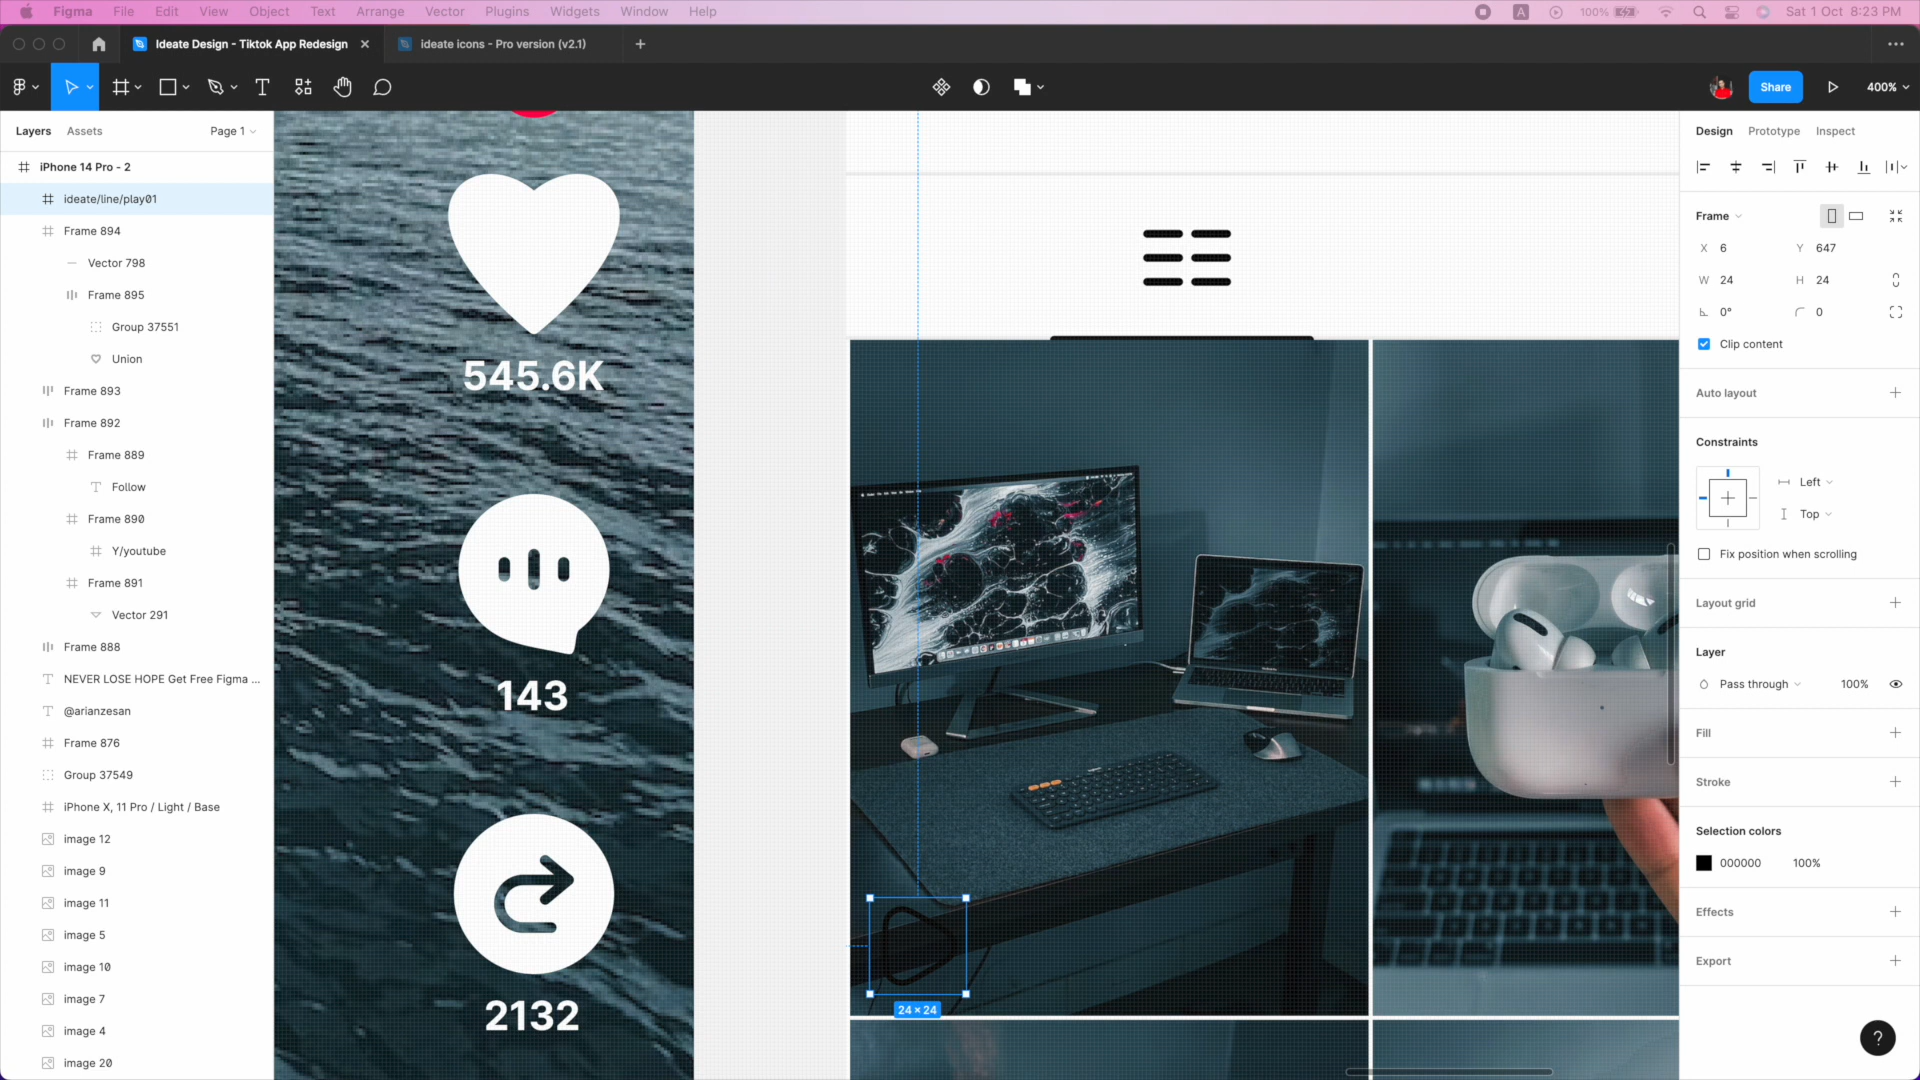 Figma File Edit View Object Text Arrange Vector Plugins Widgets Window Help
A 100% Sat 1 Oct 8:23 PM
Ideate Design - Tiktok App Redesign
ideate icons - Pro version (v2.1)
Share
400%
Layers Assets Page 1
iPhone 14 Pro - 2
ideate/line/play01
Frame 894
Vector 798
Frame 895
Group 37551
Union
Frame 893
Frame 892
Frame 889
Follow
Frame 890
Y/youtube
Frame 891
Vector 291
Frame 888
NEVER LOSE HOPE Get Free Figma ...
@arianzesan
Frame 876
Group 37549
iPhone X, 11 Pro / Light / Base
image 12
image 9
image 11
image 5
image 10
image 7
image 4
image 20
545.6K
143
2132
24 × 24
Design Prototype Inspect
Frame
X 6 Y 647
W 24 H 24
0° 0
Clip content
Auto layout
Constraints
Left
Top
Fix position when scrolling
Layout grid
Layer
Pass through 100%
Fill
Stroke
Selection colors
000000 100%
Effects
Export
?